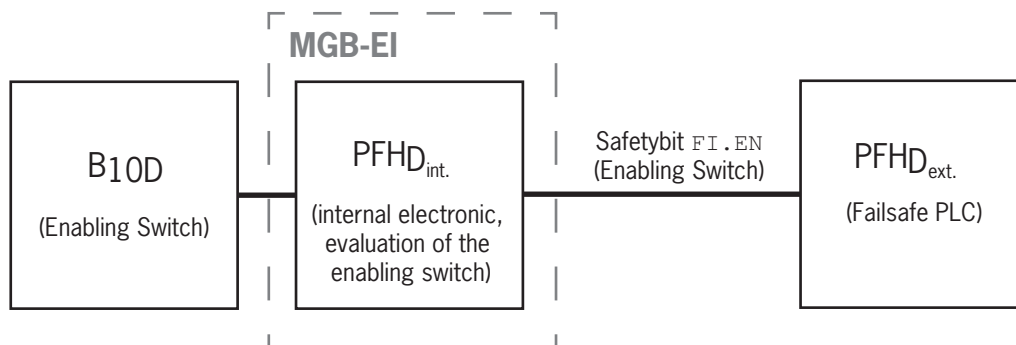 MGB-EI
B10D
(Enabling Switch)
PFHDint.
(internal electronic,
evaluation of the
enabling switch)
Safetybit FI.EN
(Enabling Switch)
PFHDext.
(Failsafe PLC)